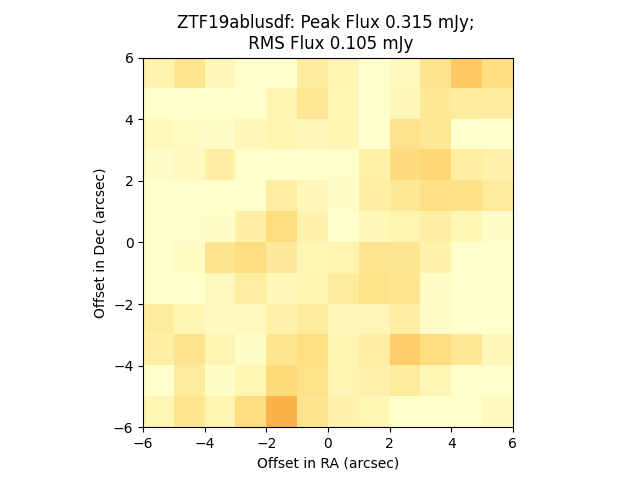 ZTF19ablusdf: Peak Flux 0.315 mJy;
RMS Flux 0.105 mJy
6
4
2
0
−2
−4
−6
Offset in Dec (arcsec)
−6 −4 −2 0 2 4 6
Offset in RA (arcsec)